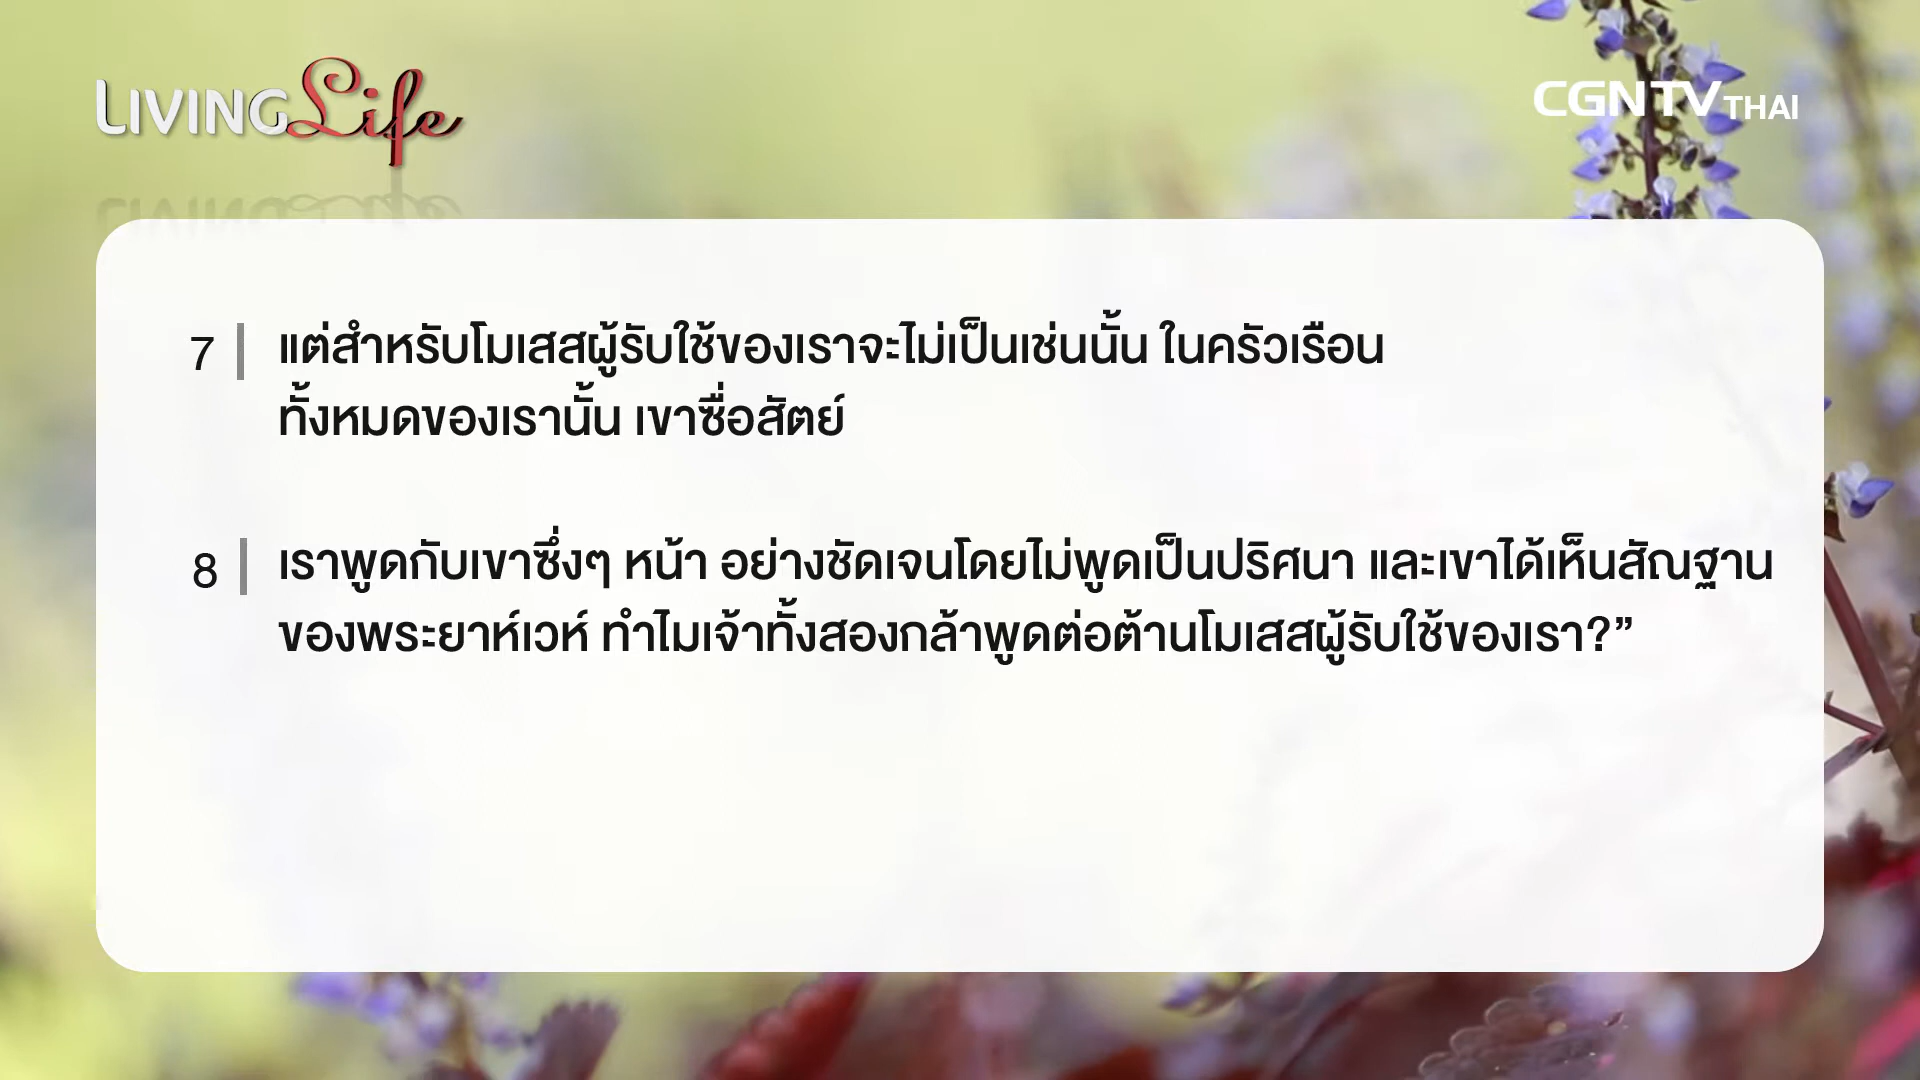 LIVING Life
CGNTV THAI
7 แต่สำหรับโมเสสผู้รับใช้ของเราจะไม่เป็นเช่นนั้น ในครัวเรือน
ทั้งหมดของเรานั้น เขาซื่อสัตย์
8 เราพูดกับเขาซึ่งๆ หน้า อย่างชัดเจนโดยไม่พูดเป็นปริศนา และเขาได้เห็นสัณฐาน
ของพระยาห์เวห์ ทำไมเจ้าทั้งสองกล้าพูดต่อต้านโมเสสผู้รับใช้ของเรา?”